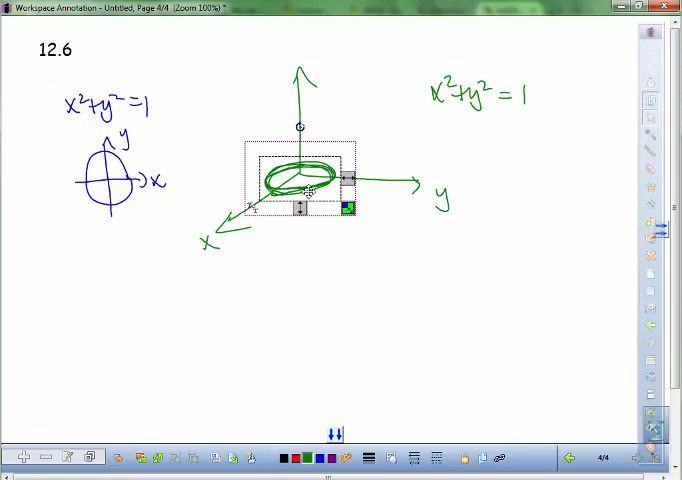 Workspace Annotation - Untitled, Page 4/4 (Zoom 100%) *
12.6
x²+y²=1
y
x
x²+y² = 1
y
x
4/4